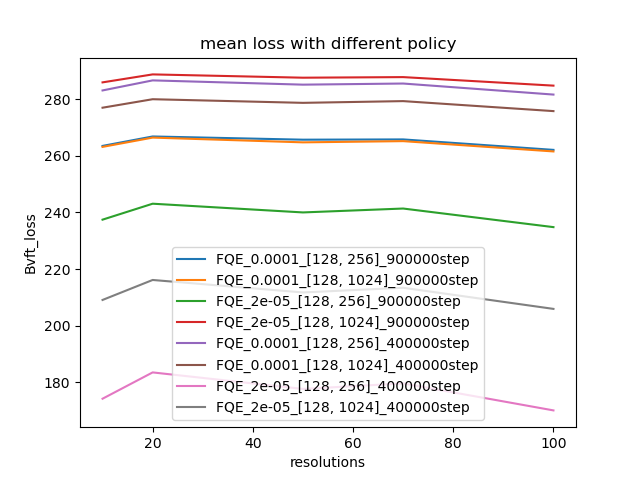 mean loss with different policy
Bvft_loss
280
260
240
220
200
180
FQE_0.0001_[128, 256]_900000step
FQE_0.0001_[128, 1024]_900000step
FQE_2e-05_[128, 256]_900000step
FQE_2e-05_[128, 1024]_900000step
FQE_0.0001_[128, 256]_400000step
FQE_0.0001_[128, 1024]_400000step
FQE_2e-05_[128, 256]_400000step
FQE_2e-05_[128, 1024]_400000step
20 40 60 80 100
resolutions